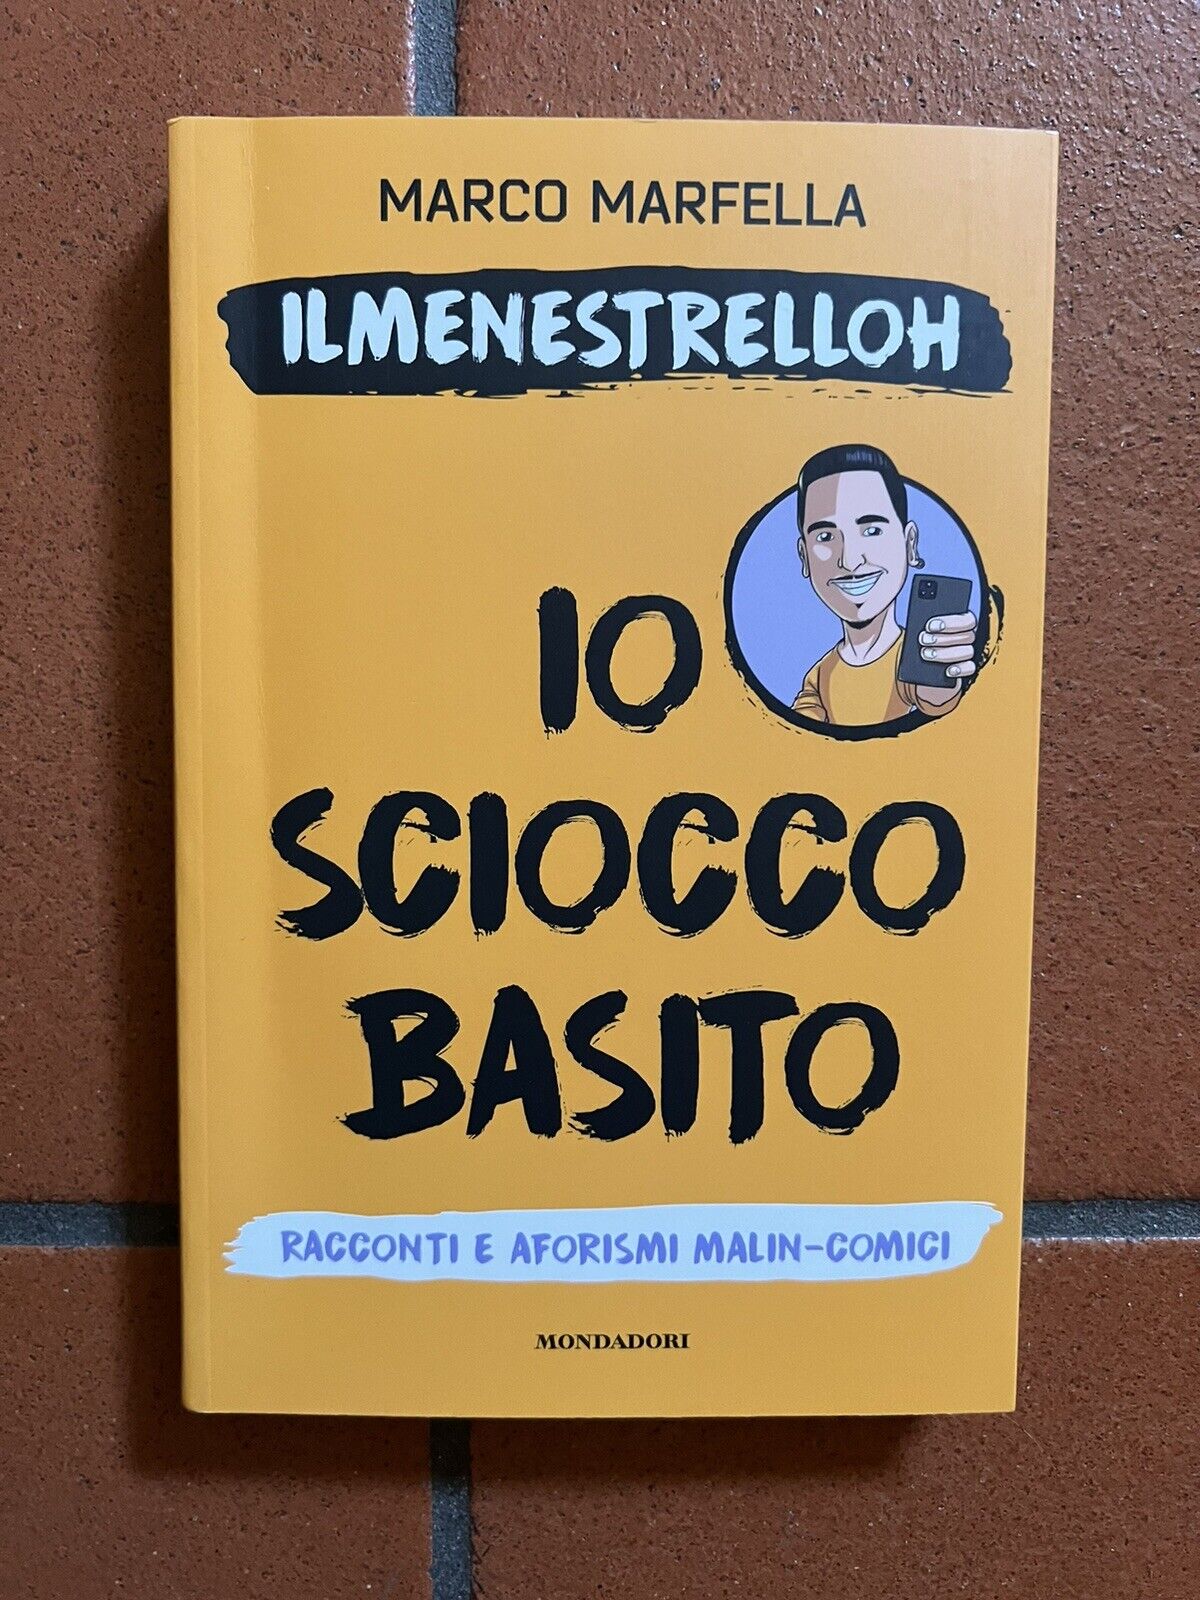 MARCO MARFELLA
ILMENESTRELLOH
IO
SCIOCCO
BASITO
RACCONTI E AFORISMI MALIN-COMICI
MONDADORI